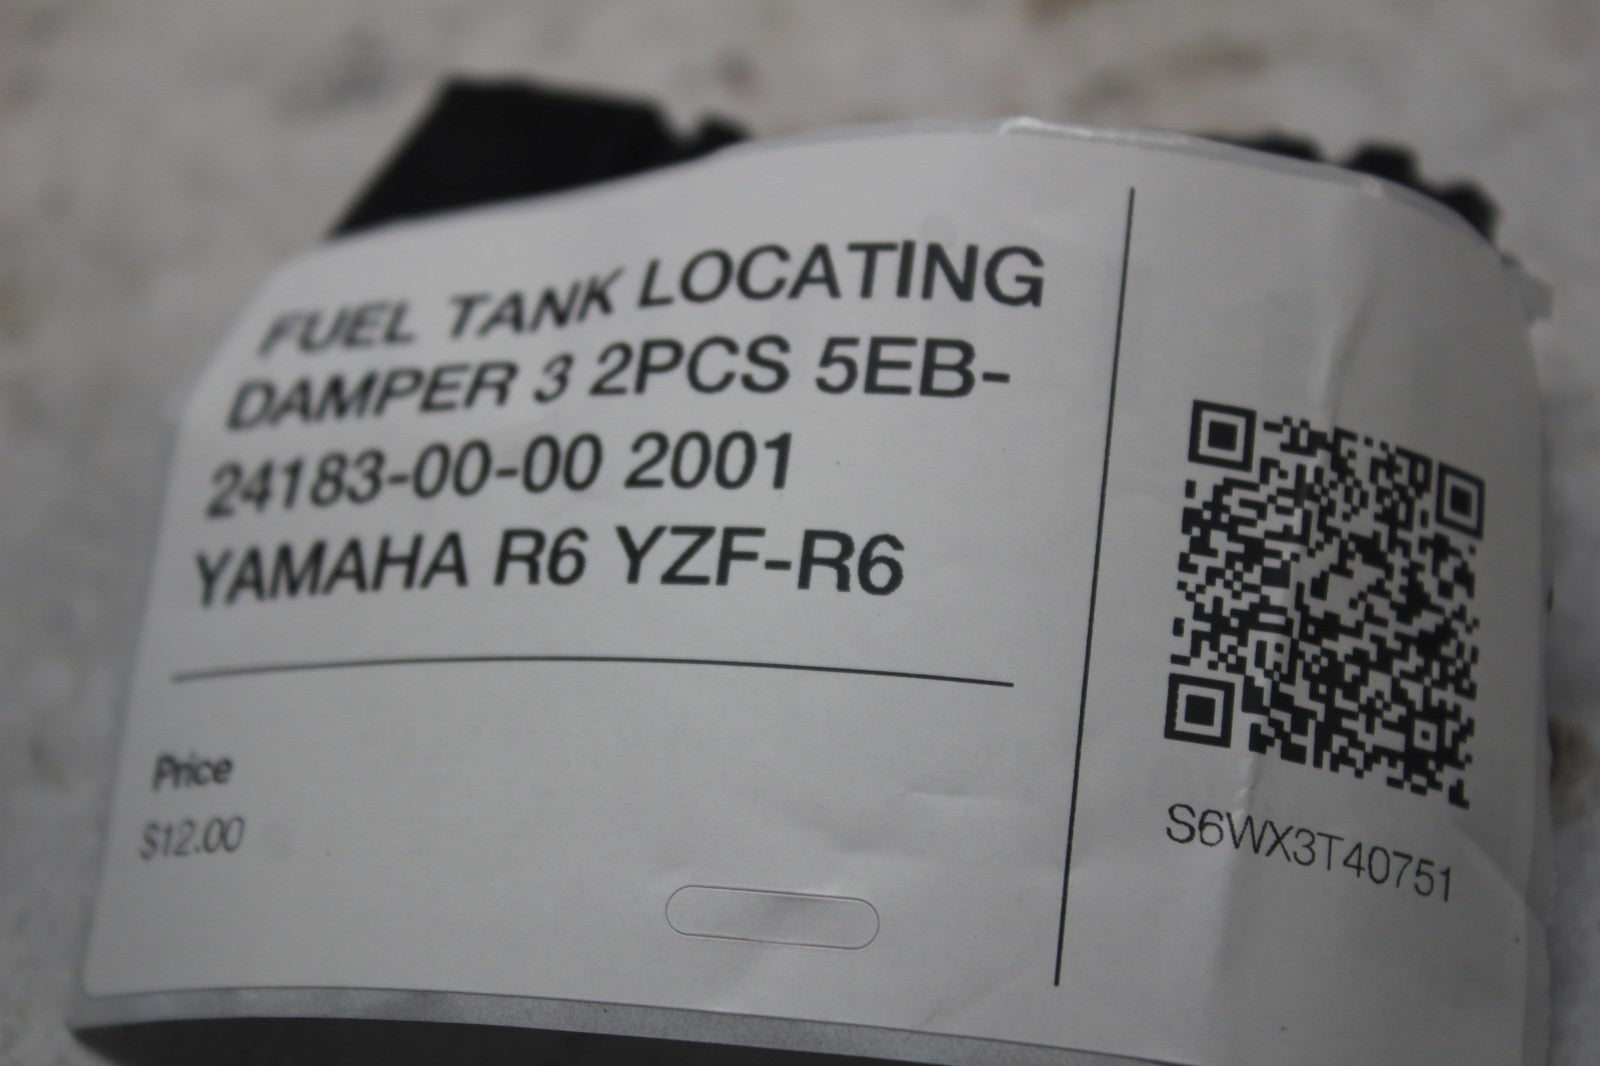 FUEL TANK LOCATING
DAMPER 3 2PCS 5EB-
24183-00-00 2001
YAMAHA R6 YZF-R6
Price
$12.00
S6WX3T40751